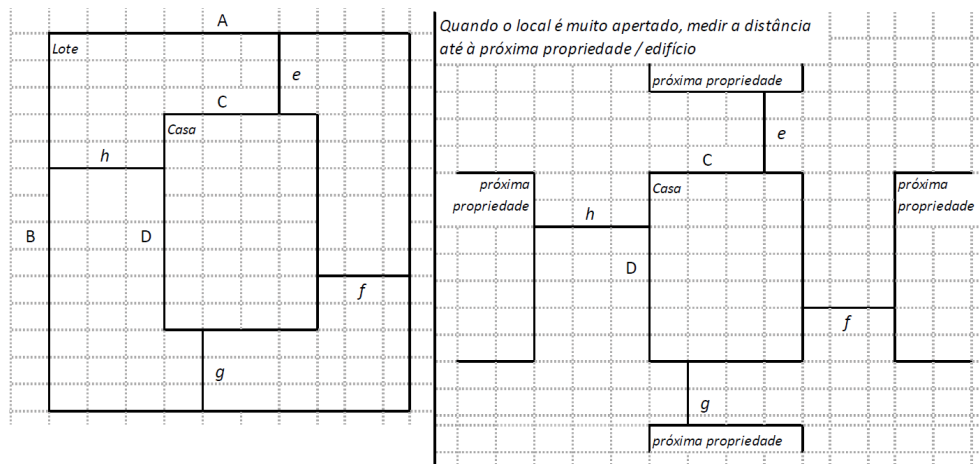 A
Lote
e
C
Casa
h
B
D
f
g
Quando o local é muito apertado, medir a distância
até à próxima propriedade / edifício
próxima propriedade
e
C
próxima
propriedade
Casa
próxima
propriedade
h
D
f
g
próxima propriedade